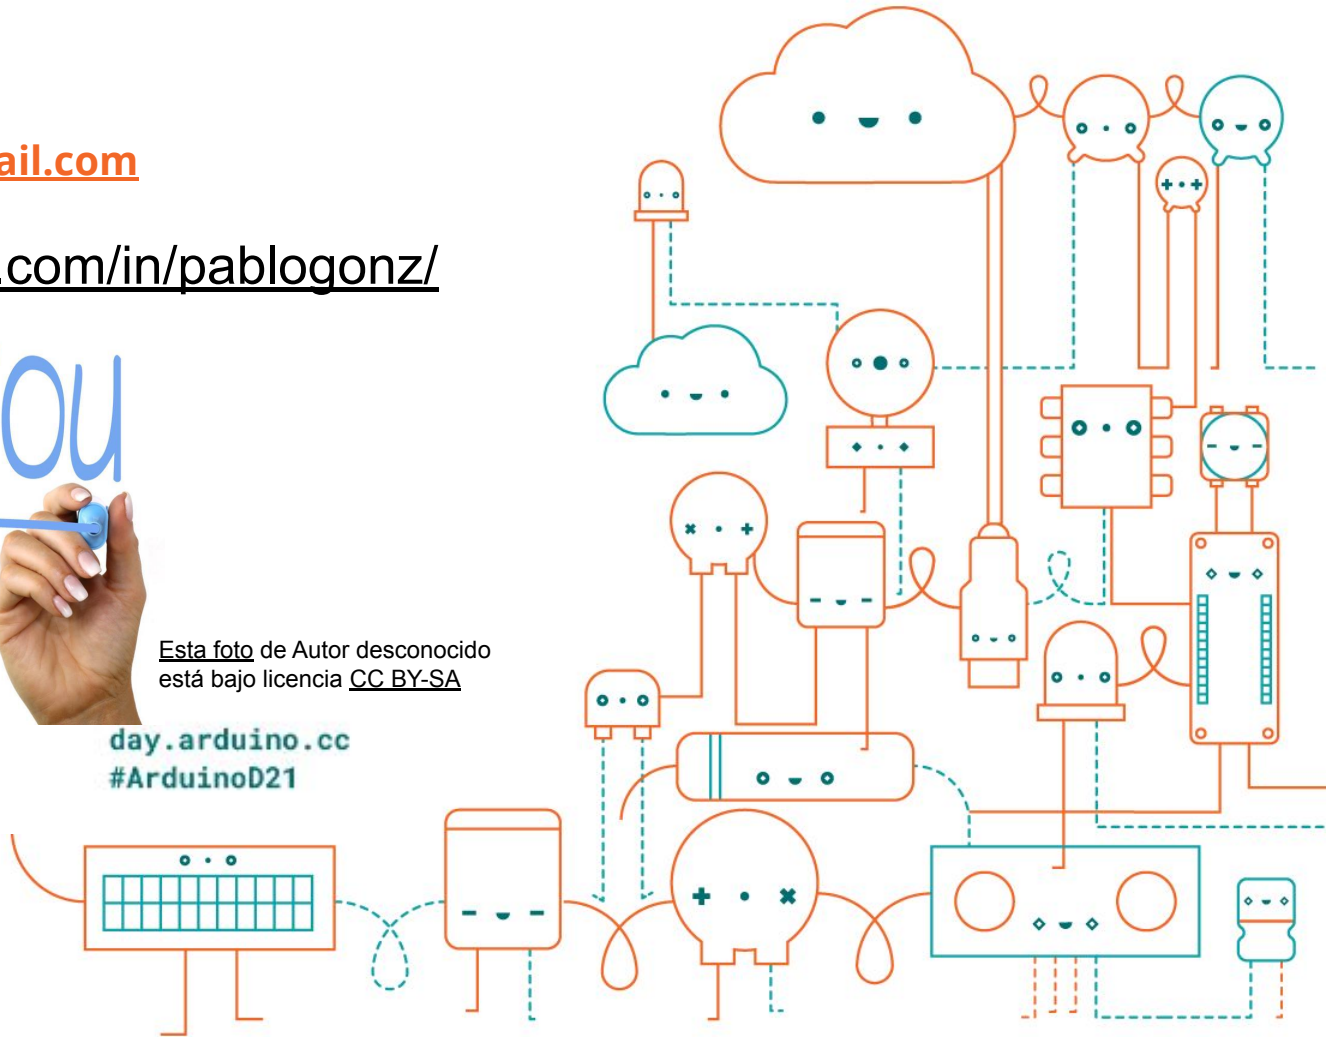 ail.com
.com/in/pablogonz/
ou
Esta foto de Autor desconocido
está bajo licencia CC BY-SA
day.arduino.cc
#ArduinoD21